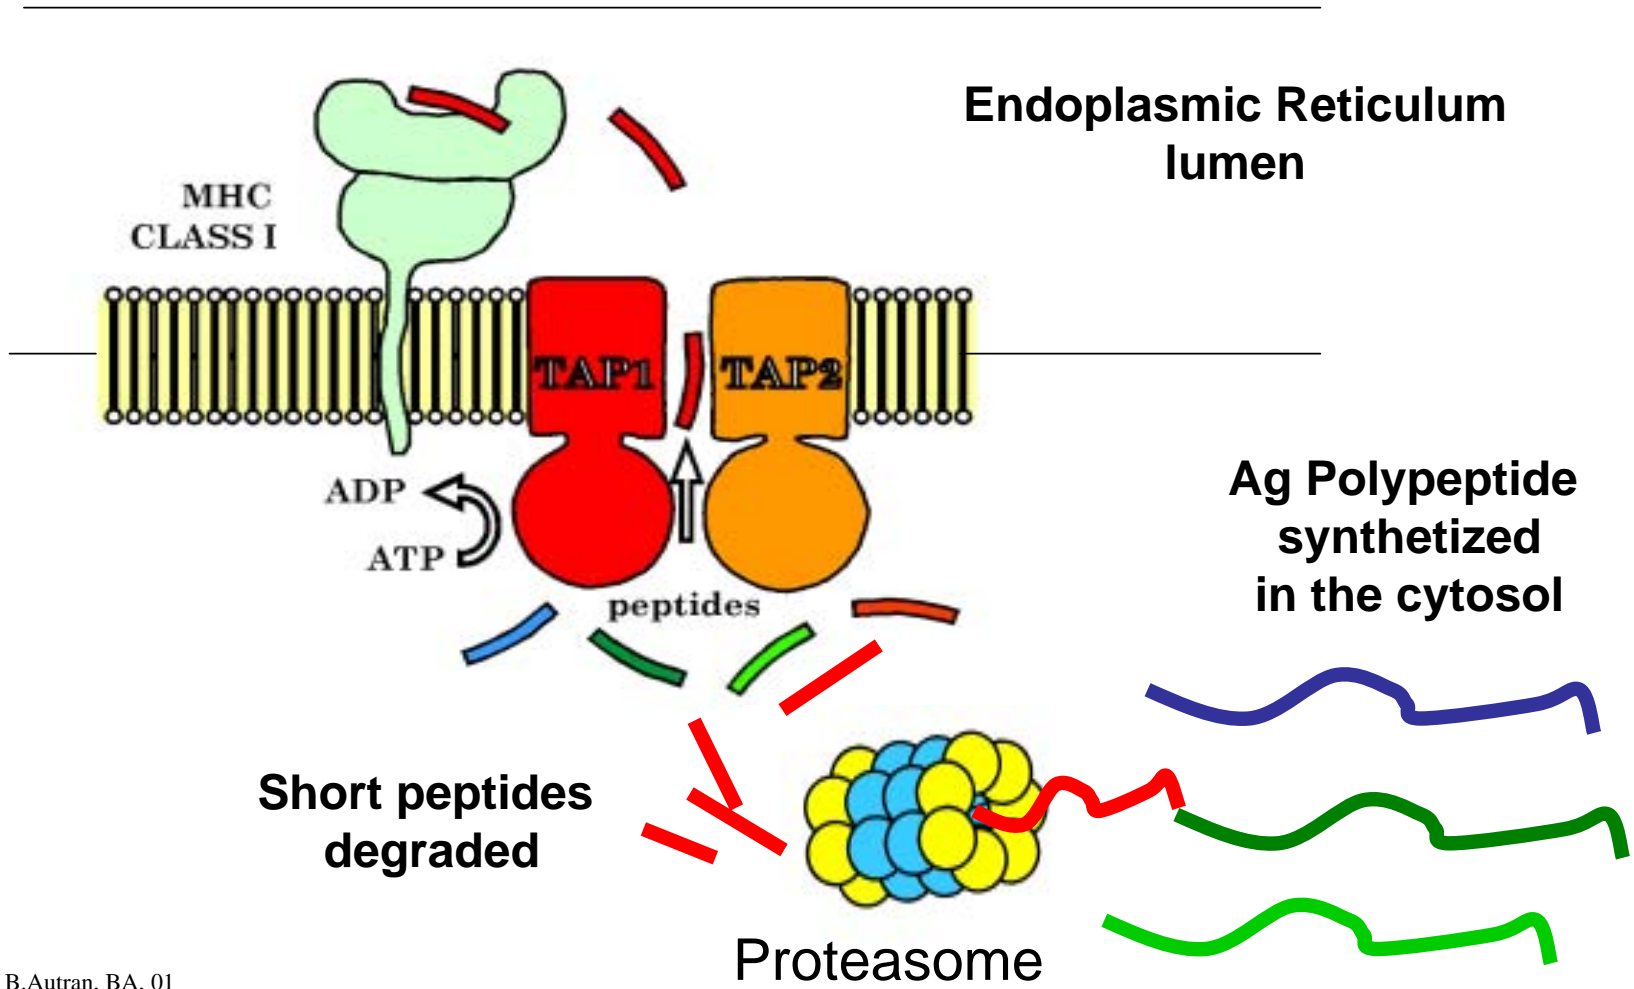 Endoplasmic Reticulum
lumen
MHC
CLASS I
TAP1
TAP2
ADP
ATP
Ag Polypeptide
synthetized
in the cytosol
peptides
Short peptides
degraded
Proteasome
B.Autran, BA, 01